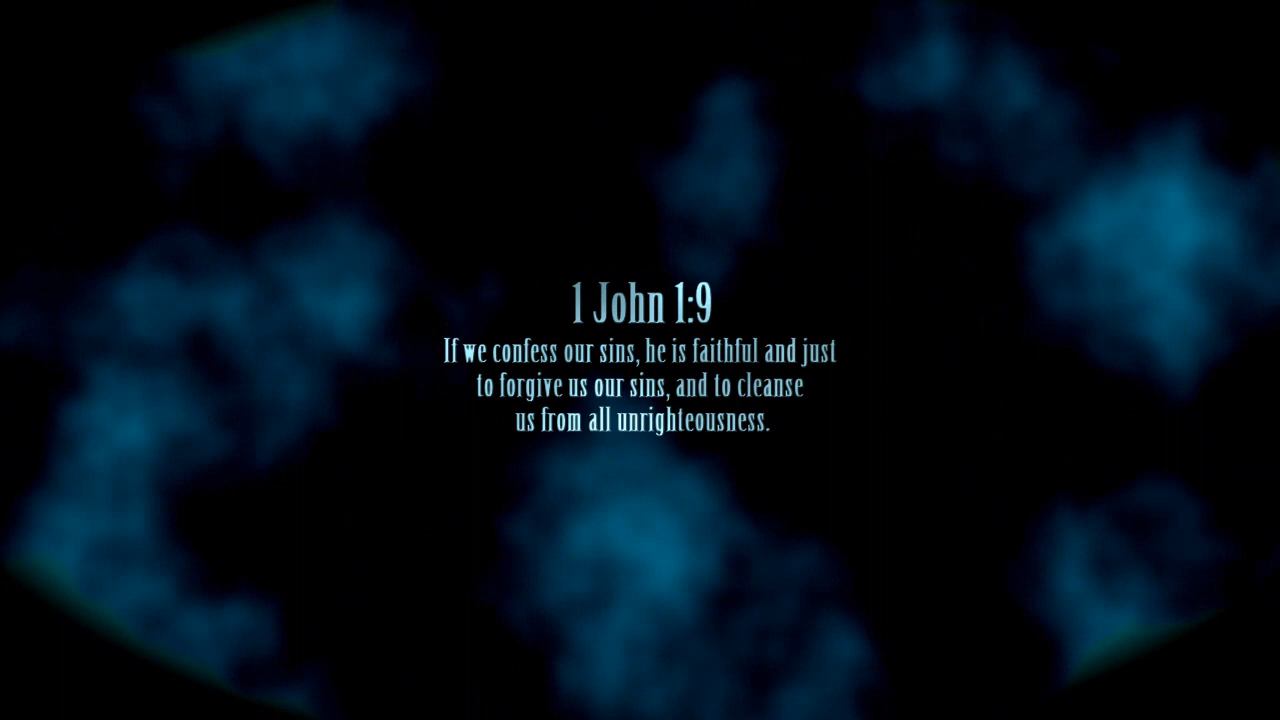 1 John 1:9
If we confess our sins, he is faithful and just
to forgive us our sins, and to cleanse
us from all unrighteousness.